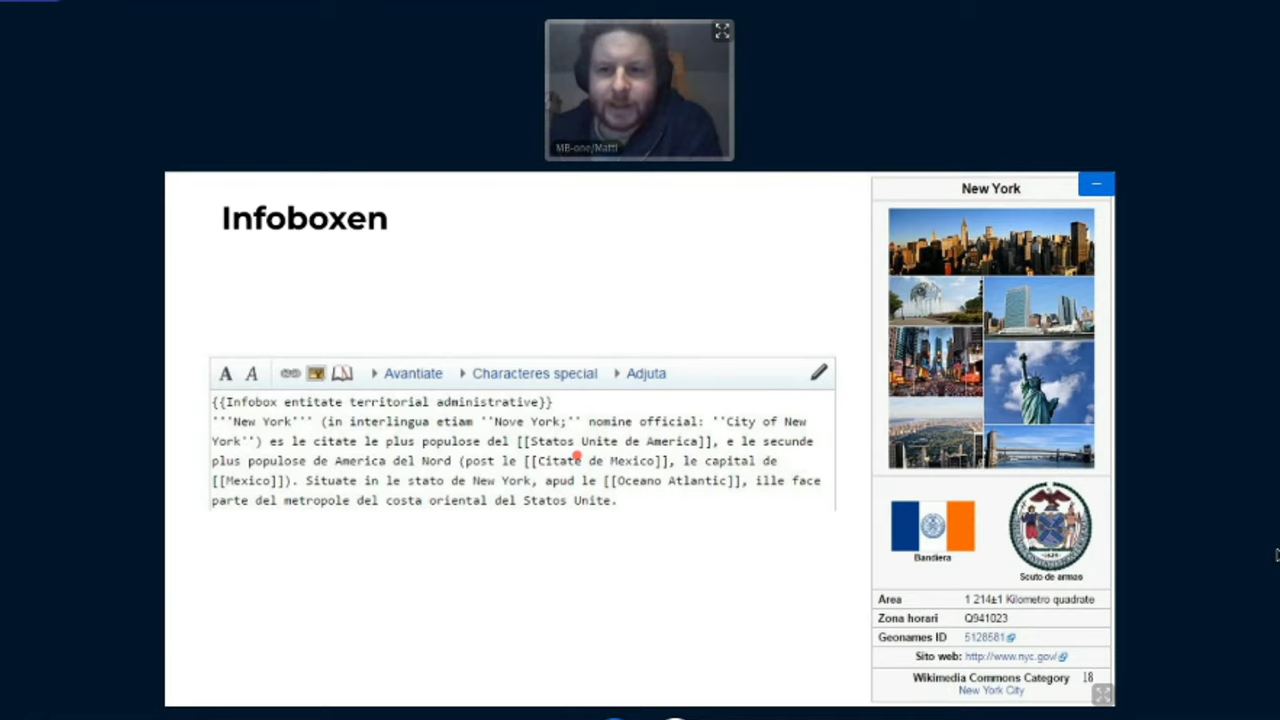 MB-one/Matti
Infoboxen
A A Avantiate Characteres special Adjuta
{{Infobox entitate territorial administrative}}
'''New York''' (in interlingua etiam ''Nove York;'' nomine official: ''City of New
York'') es le citate le plus populose del [[Statos Unite de America]], e le secunde
plus populose de America del Nord (post le [[Citate de Mexico]], le capital de
[[Mexico]]). Situate in le stato de New York, apud le [[Oceano Atlantic]], ille face
parte del metropole del costa oriental del Statos Unite.
New York
Bandiera
Scuto de armas
Area 1 214±1 Kilometro quadrate
Zona horari Q941023
Geonames ID 5128581
Sito web: http://www.nyc.gov/
Wikimedia Commons Category 18
New York City